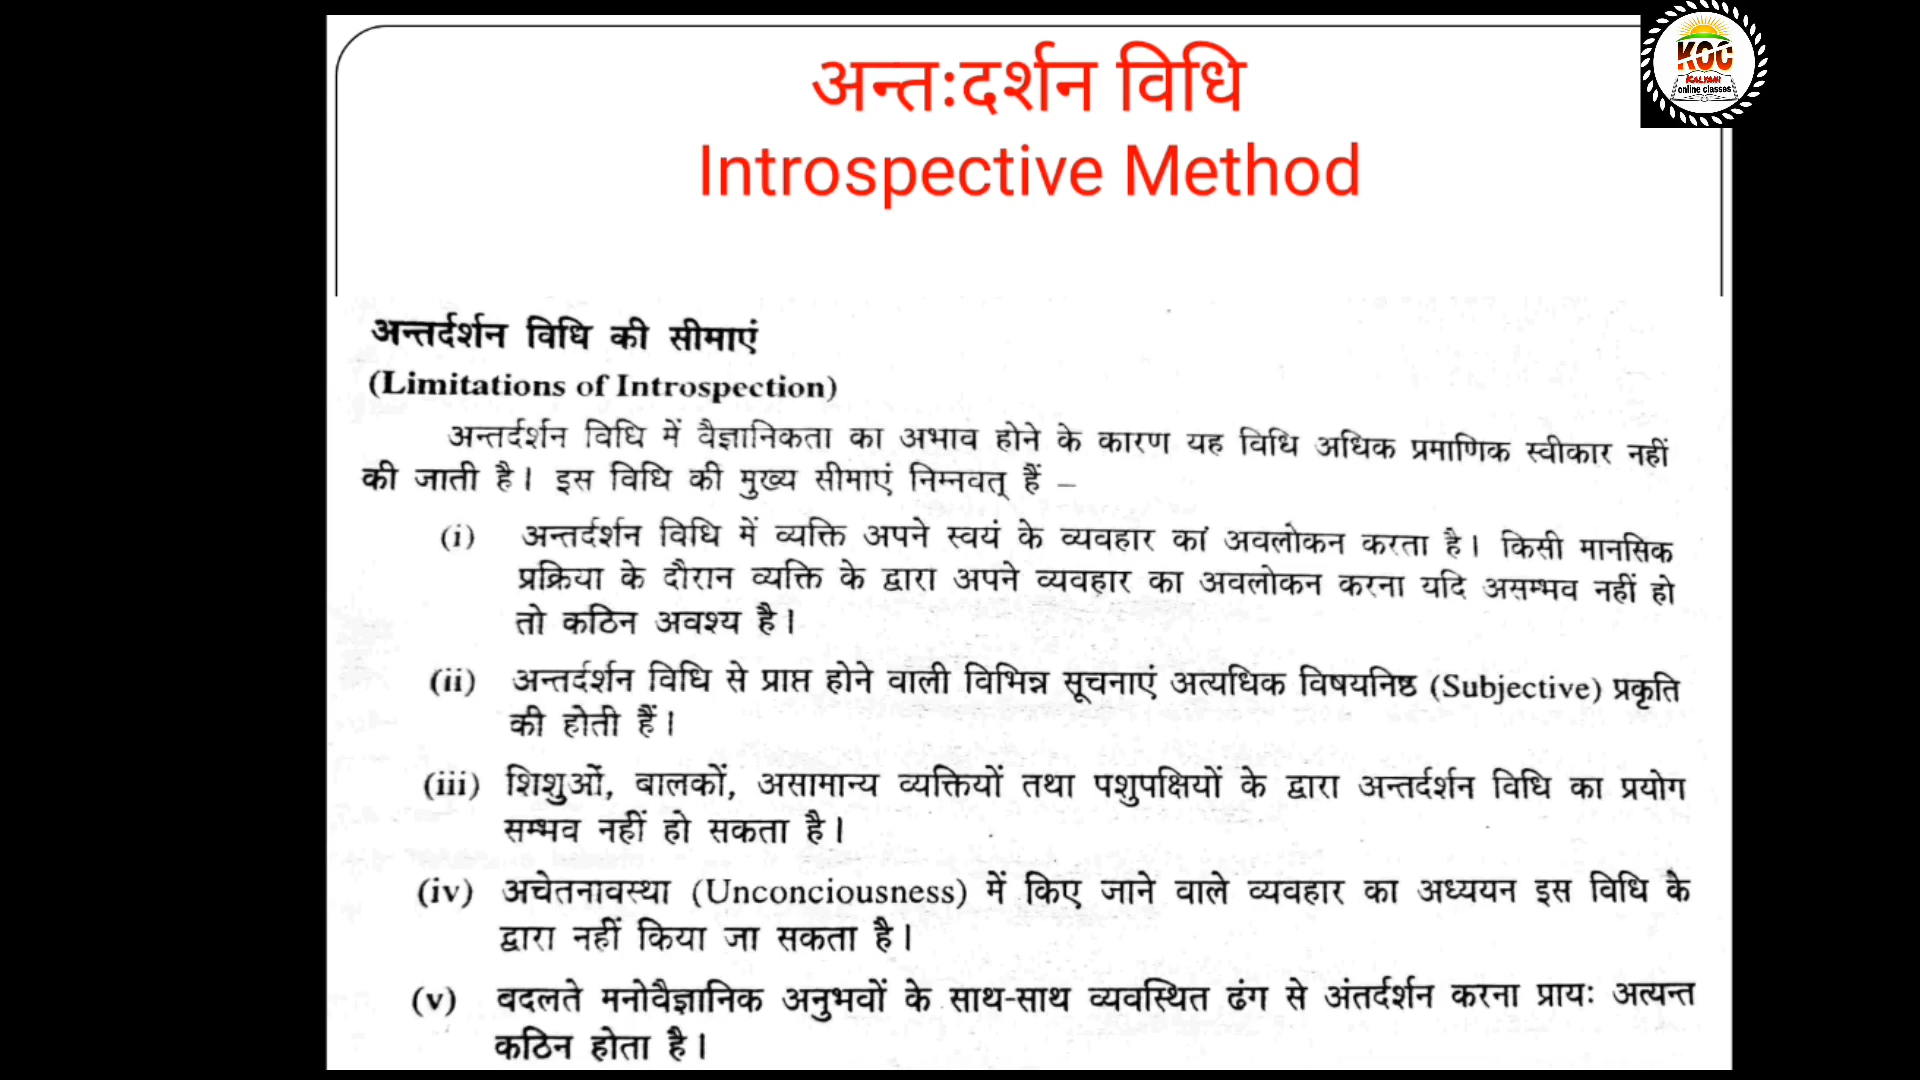 अन्तःदर्शन विधि
Introspective Method
KOC
KALYANI
online classes
अन्तर्दर्शन विधि की सीमाएं
(Limitations of Introspection)
अन्तर्दर्शन विधि में वैज्ञानिकता का अभाव होने के कारण यह विधि अधिक प्रमाणिक स्वीकार नहीं
की जाती है। इस विधि की मुख्य सीमाएं निम्नवत् हैं –
(i) अन्तर्दर्शन विधि में व्यक्ति अपने स्वयं के व्यवहार का अवलोकन करता है। किसी मानसिक
प्रक्रिया के दौरान व्यक्ति के द्वारा अपने व्यवहार का अवलोकन करना यदि असम्भव नहीं हो
तो कठिन अवश्य है।
(ii) अन्तर्दर्शन विधि से प्राप्त होने वाली विभिन्न सूचनाएं अत्यधिक विषयनिष्ठ (Subjective) प्रकृति
की होती हैं।
(iii) शिशुओं, बालकों, असामान्य व्यक्तियों तथा पशुपक्षियों के द्वारा अन्तर्दर्शन विधि का प्रयोग
सम्भव नहीं हो सकता है।
(iv) अचेतनावस्था (Unconciousness) में किए जाने वाले व्यवहार का अध्ययन इस विधि के
द्वारा नहीं किया जा सकता है।
(v) बदलते मनोवैज्ञानिक अनुभवों के साथ-साथ व्यवस्थित ढंग से अंतर्दर्शन करना प्रायः अत्यन्त
कठिन होता है।